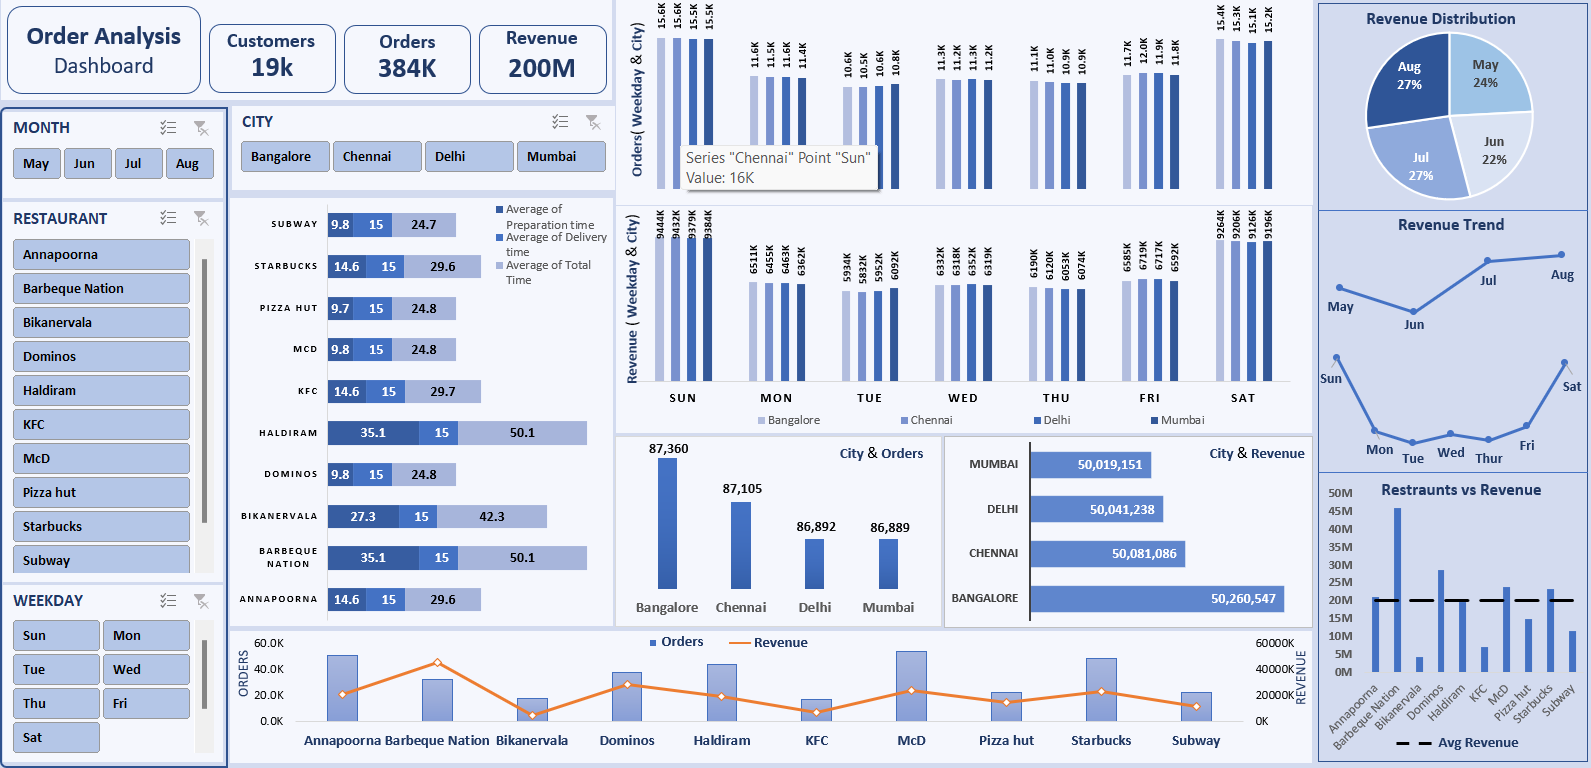 Order Analysis
Dashboard
Customers
19k
Orders
384K
Revenue
200M
MONTH
May Jun Jul Aug
RESTAURANT
Annapoorna
Barbeque Nation
Bikanervala
Dominos
Haldiram
KFC
McD
Pizza hut
Starbucks
Subway
WEEKDAY
Sun Mon
Tue Wed
Thu Fri
Sat
CITY
Bangalore Chennai Delhi Mumbai
Average of
Preparation time
Average of Delivery
time
Average of Total
Time
SUBWAY 9.8 15 24.7
STARBUCKS 14.6 15 29.6
PIZZA HUT 9.7 15 24.8
MCD 9.8 15 24.8
KFC 14.6 15 29.7
HALDIRAM 35.1 15 50.1
DOMINOS 9.8 15 24.8
BIKANERVALA 27.3 15 42.3
BARBEQUE
NATION 35.1 15 50.1
ANNAPOORNA 14.6 15 29.6
Orders( Weekday & City)
15.6K 15.6K 15.5K 15.5K
11.6K 11.5K 11.6K 11.4K
10.6K 10.5K 10.6K 10.8K
11.3K 11.2K 11.3K 11.2K
11.1K 11.0K 10.9K 10.9K
11.7K 12.0K 11.9K 11.8K
15.4K 15.3K 15.1K 15.2K
Series "Chennai" Point "Sun"
Value: 16K
Revenue ( Weekday & City)
9444K 9432K 9379K 9384K
6511K 6455K 6463K 6362K
5934K 5832K 5952K 6092K
6332K 6318K 6352K 6319K
6190K 6120K 6053K 6074K
6585K 6719K 6717K 6592K
9264K 9206K 9126K 9196K
SUN MON TUE WED THU FRI SAT
Bangalore Chennai Delhi Mumbai
City & Orders
87,360
87,105
86,892
86,889
Bangalore Chennai Delhi Mumbai
City & Revenue
MUMBAI 50,019,151
DELHI 50,041,238
CHENNAI 50,081,086
BANGALORE 50,260,547
Orders Revenue
ORDERS
60.0K
40.0K
20.0K
0.0K
60000K
40000K
20000K
0K
REVENUE
Annapoorna Barbeque Nation Bikanervala Dominos Haldiram KFC McD Pizza hut Starbucks Subway
Revenue Distribution
Aug
27%
May
24%
Jul
27%
Jun
22%
Revenue Trend
May
Jun
Jul
Aug
Sun
Mon
Tue
Wed
Thur
Fri
Sat
Restraunts vs Revenue
50M
45M
40M
35M
30M
25M
20M
15M
10M
5M
0M
Annapoorna
Barbeque Nation
Bikanervala
Dominos
Haldiram
KFC
McD
Pizza hut
Starbucks
Subway
Avg Revenue